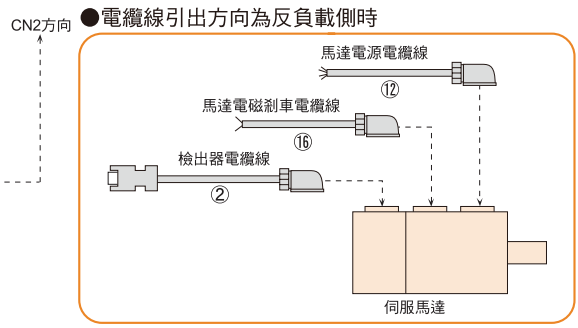 ●電纜線引出方向為反負載側時
CN2方向
馬達電源電纜線
⑫
馬達電磁剎車電纜線
⑯
檢出器電纜線
②
伺服馬達